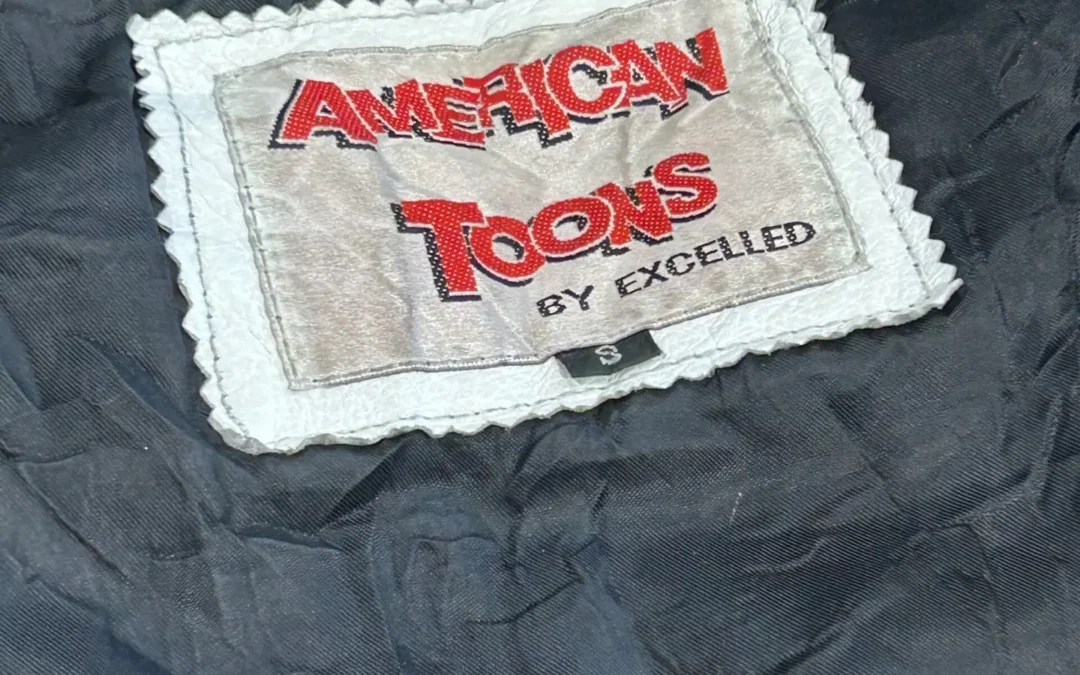 AMERICAN
TOONS
BY EXCELLED
S